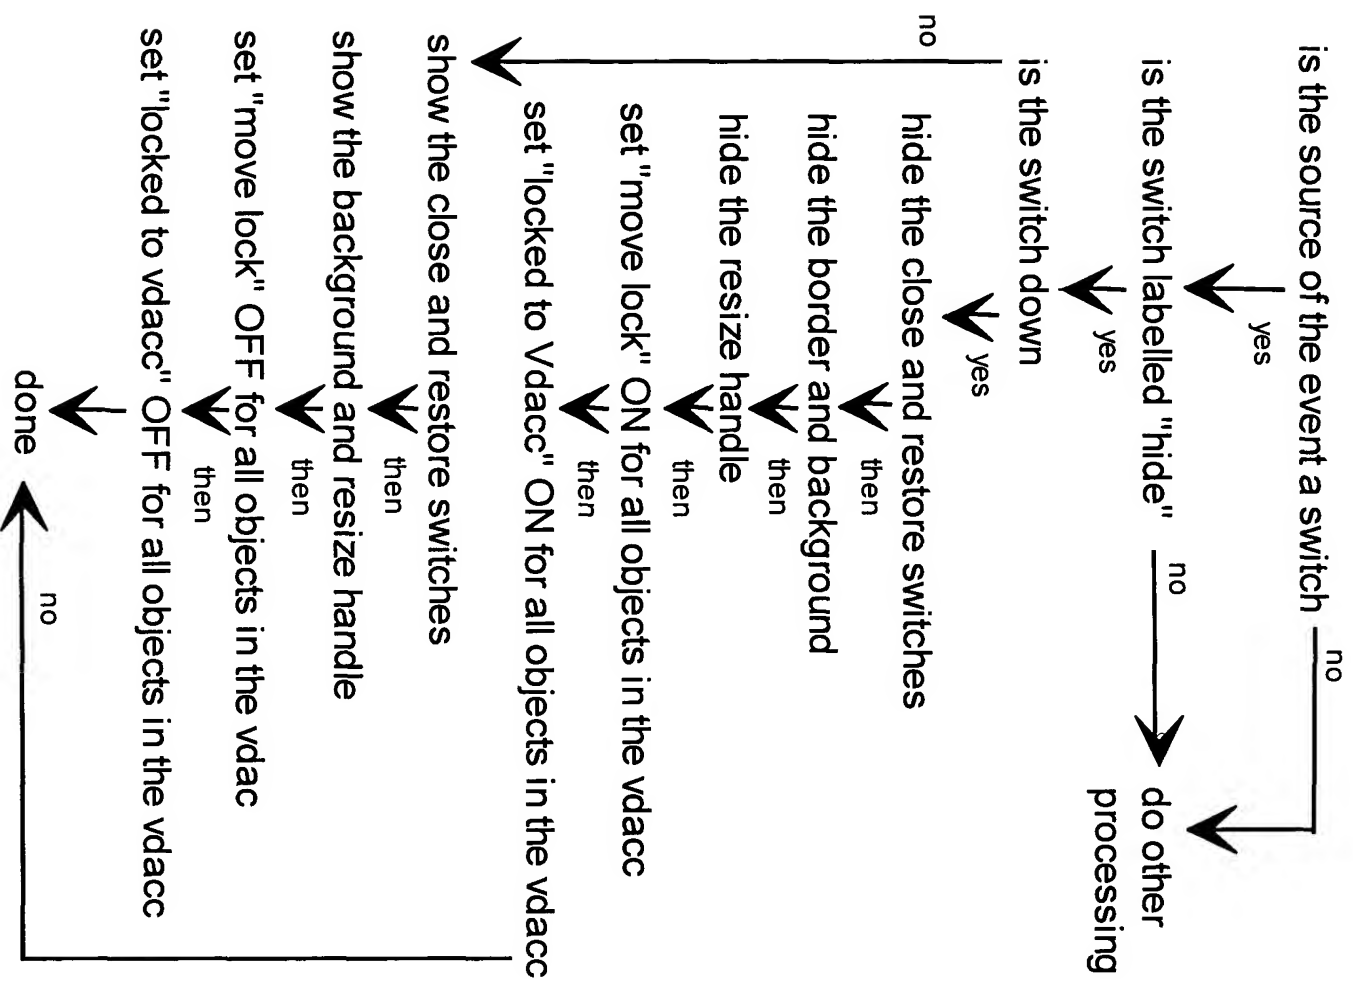 is the source of the event a switch
no
yes
is the switch labelled "hide"
no
do other
processing
yes
is the switch down
no
yes
hide the close and restore switches
then
hide the border and background
then
hide the resize handle
then
set "move lock" ON for all objects in the vdacc
then
set "locked to Vdacc" ON for all objects in the vdacc
show the close and restore switches
then
show the background and resize handle
then
set "move lock" OFF for all objects in the vdac
then
set "locked to vdacc" OFF for all objects in the vdacc
no
done